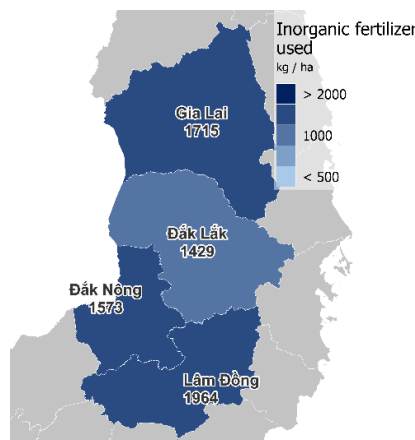 Inorganic fertilizer
used
kg / ha
> 2000
1000
< 500
Gia Lai
1715
Đắk Lắk
1429
Đắk Nông
1573
Lâm Đồng
1964